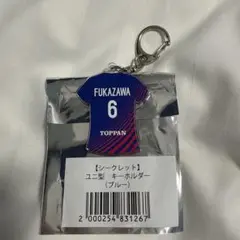 FUKAZAWA
6
TOPPAN
【シークレット】
ユニ型 キーホルダー
(ブルー)
2 000254 831267